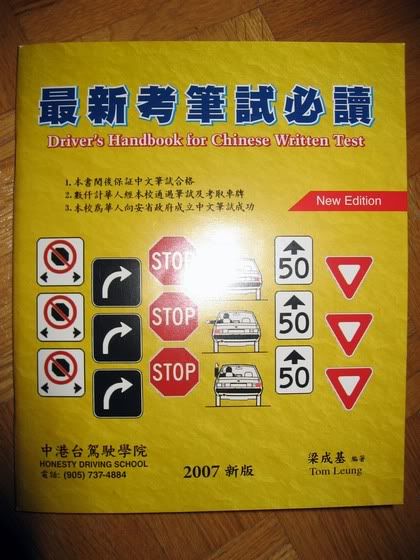 最新考筆試必讀
Driver's Handbook for Chinese Written Test
1.本書閱後保証中文筆試合格
2.數仟計華人經本校通過筆試及考取車牌
3.本校為華人向安省政府成立中文筆試成功
New Edition
STOP 50
STOP 50
STOP 50
中港台駕駛學院
HONESTY DRIVING SCHOOL
電話: (905) 737-4884
2007 新版
梁成基 編著
Tom Leung